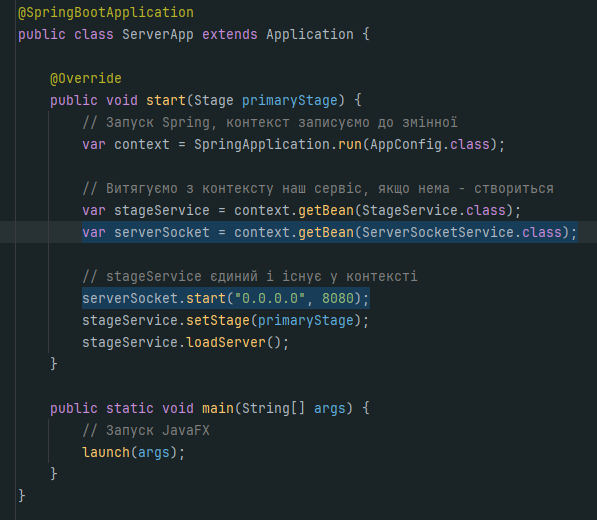 @SpringBootApplication
public class ServerApp extends Application {
@Override
public void start(Stage primaryStage) {
// Запуск Spring, контекст записуємо до змінної
var context = SpringApplication.run(AppConfig.class);
// Витягуємо з контексту наш сервіс, якщо нема - створиться
var stageService = context.getBean(StageService.class);
var serverSocket = context.getBean(ServerSocketService.class);
// stageService єдиний і існує у контексті
serverSocket.start("0.0.0.0", 8080);
stageService.setStage(primaryStage);
stageService.loadServer();
}
public static void main(String[] args) {
// Запуск JavaFX
launch(args);
}
}